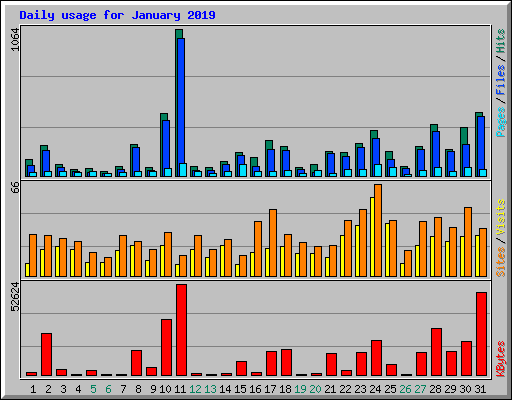 Daily usage for January 2019
1064
Pages / Files / Hits
66
Sites / Visits
52624
KBytes
1 2 3 4 5 6 7 8 9 10 11 12 13 14 15 16 17 18 19 20 21 22 23 24 25 26 27 28 29 30 31